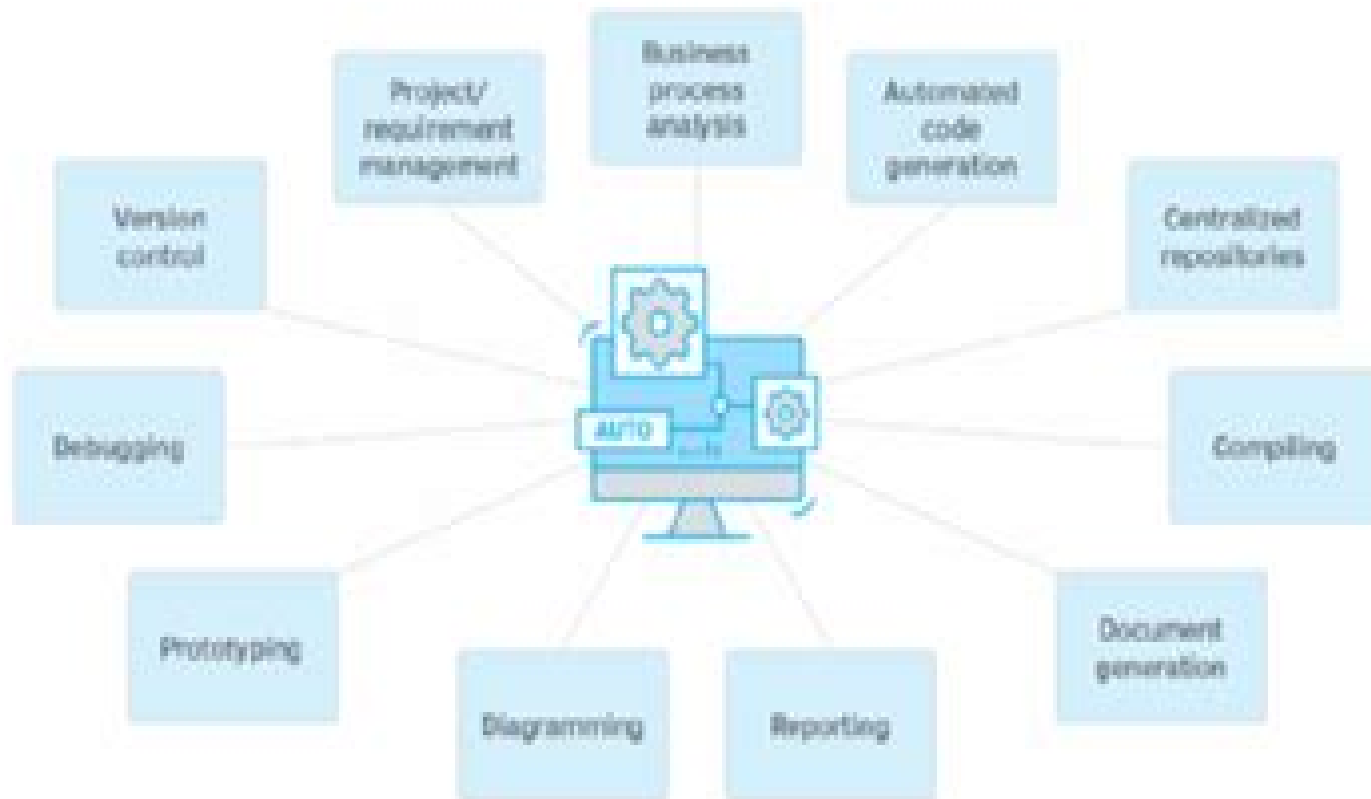 Business
process
analysis
Project/
requirement
management
Automated
code
generation
Version
control
Centralized
repositories
AUTO
Debugging
Compiling
Prototyping
Document
generation
Diagramming
Reporting